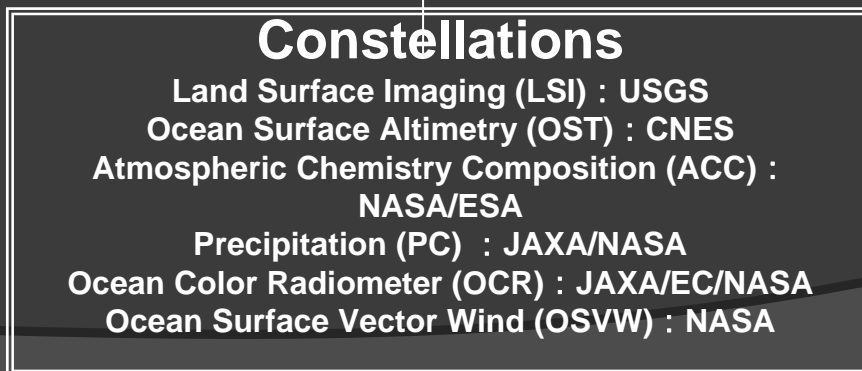 Constellations
Land Surface Imaging (LSI) : USGS
Ocean Surface Altimetry (OST) : CNES
Atmospheric Chemistry Composition (ACC) :
NASA/ESA
Precipitation (PC) : JAXA/NASA
Ocean Color Radiometer (OCR) : JAXA/EC/NASA
Ocean Surface Vector Wind (OSVW) : NASA